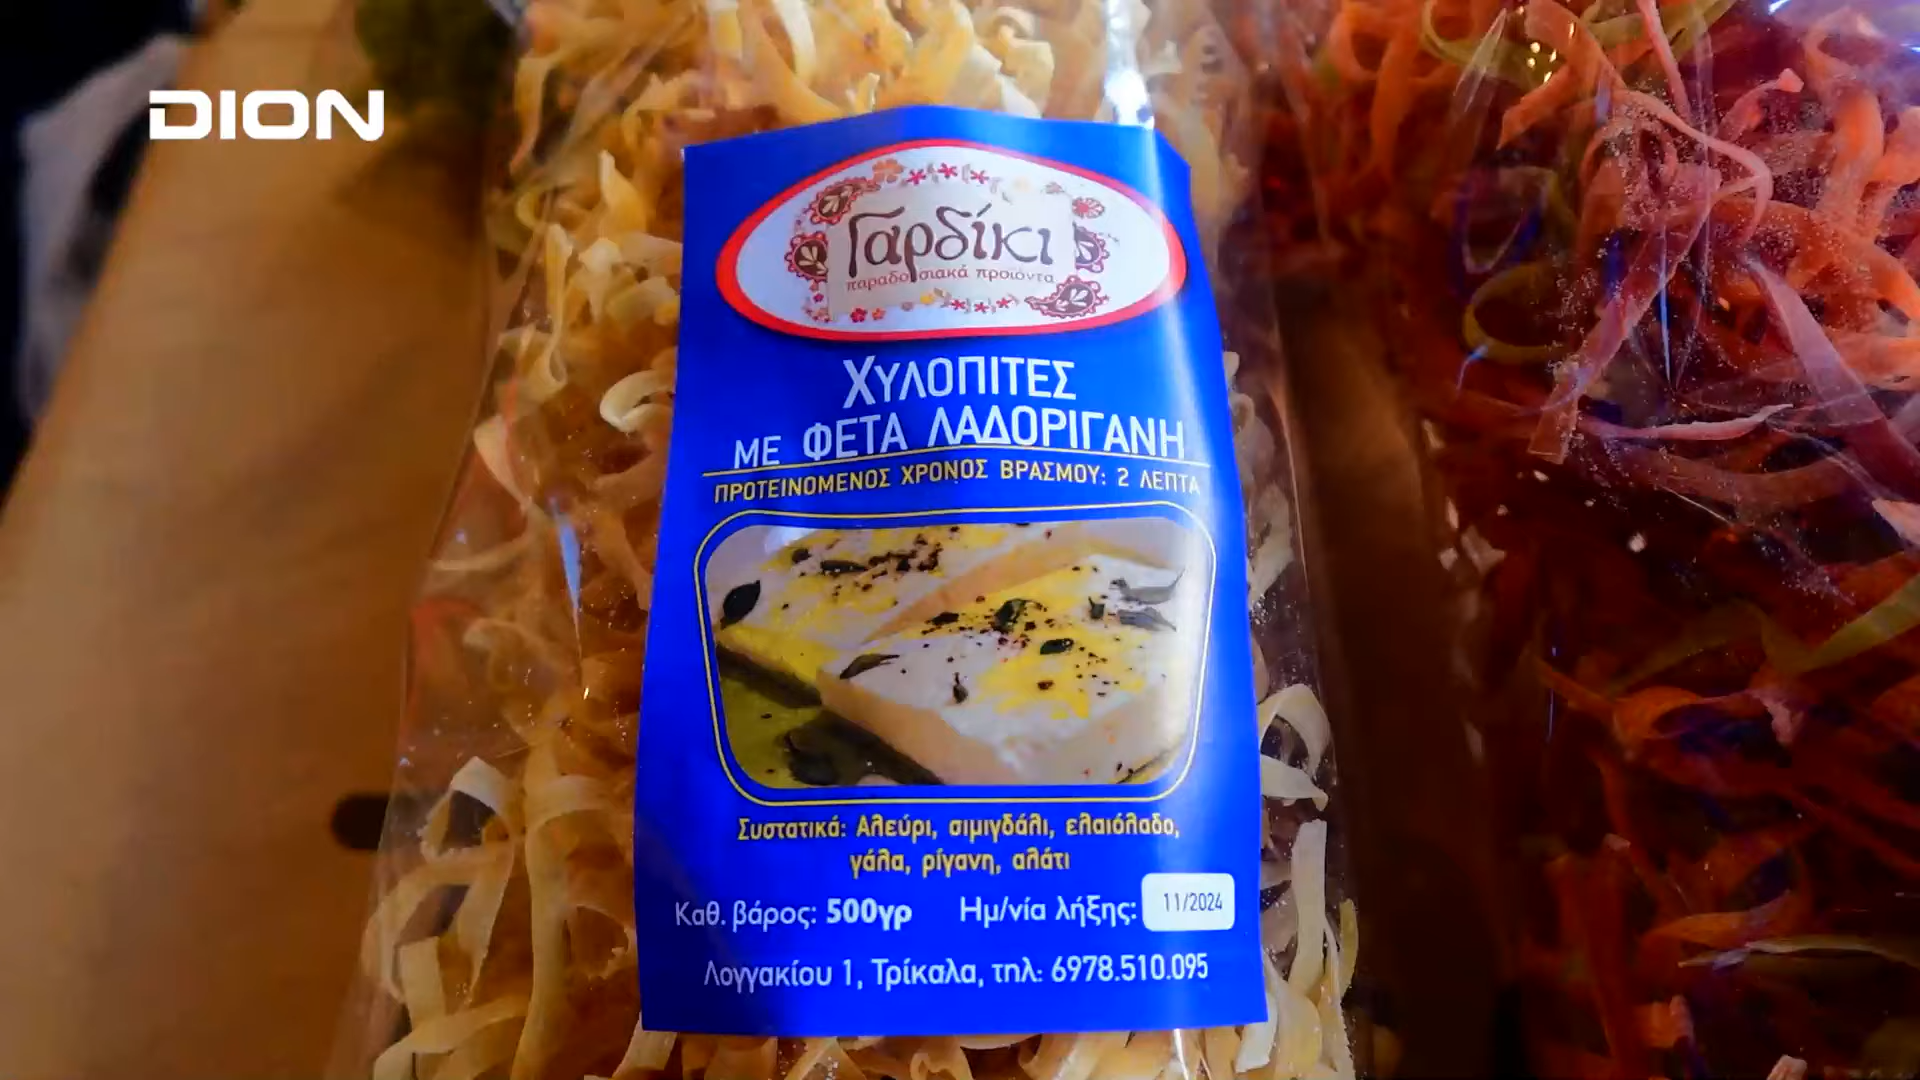 DION
Γαρδίκι
παραδοσιακά προϊόντα
ΧΥΛΟΠΙΤΕΣ
ΜΕ ΦΕΤΑ ΛΑΔΟΡΙΓΑΝΗ
ΠΡΟΤΕΙΝΟΜΕΝΟΣ ΧΡΟΝΟΣ ΒΡΑΣΜΟΥ: 2 ΛΕΠΤΑ
Συστατικά: Αλεύρι, σιμιγδάλι, ελαιόλαδο,
γάλα, ρίγανη, αλάτι
Καθ. βάρος: 500γρ Ημ/νία λήξης: 11/2024
Λογγακίου 1, Τρίκαλα, τηλ: 6978.510.095